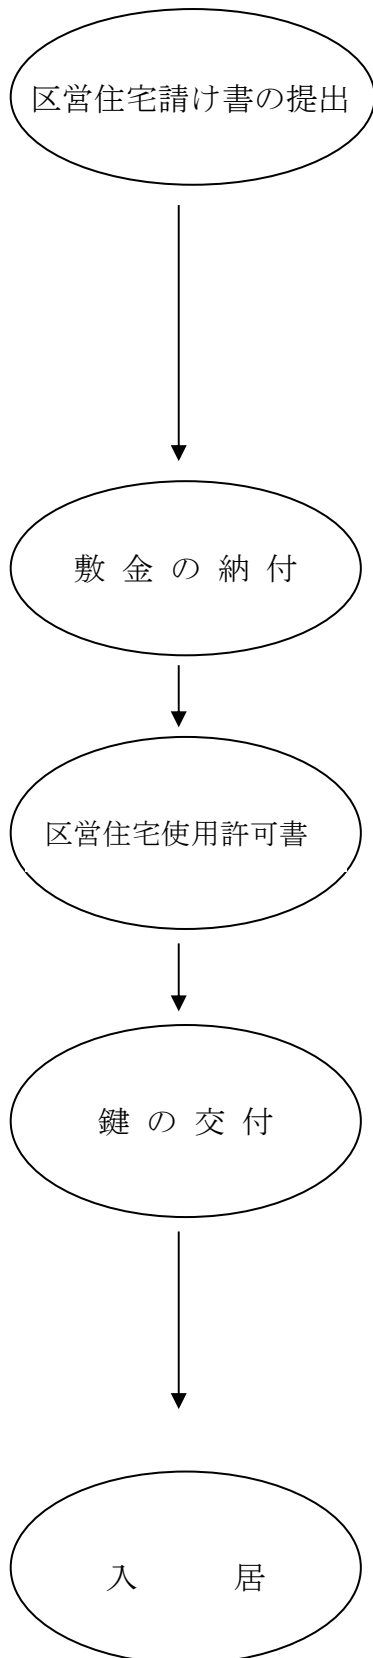 区営住宅請け書の提出
敷 金 の 納 付
区営住宅使用許可書
鍵 の 交 付
入　　　居